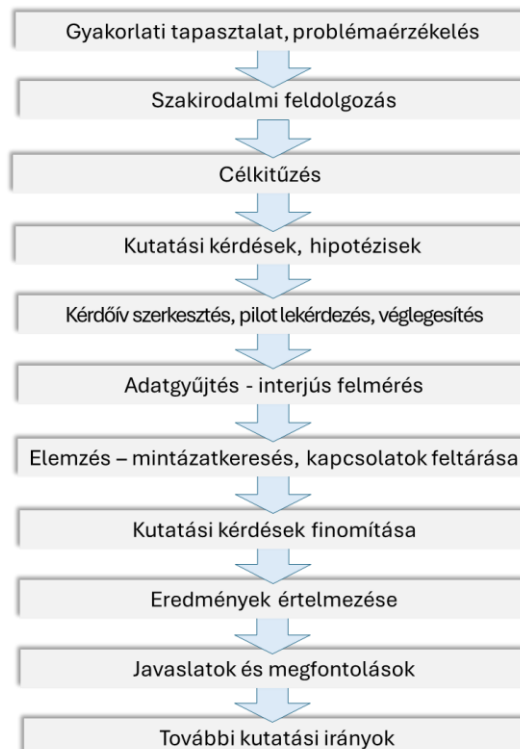 Gyakorlati tapasztalat, problémaérzékelés
Szakirodalmi feldolgozás
Célkitűzés
Kutatási kérdések, hipotézisek
Kérdőív szerkesztés, pilot lekérdezés, véglegesítés
Adatgyűjtés - interjús felmérés
Elemzés – mintázatkeresés, kapcsolatok feltárása
Kutatási kérdések finomítása
Eredmények értelmezése
Javaslatok és megfontolások
További kutatási irányok